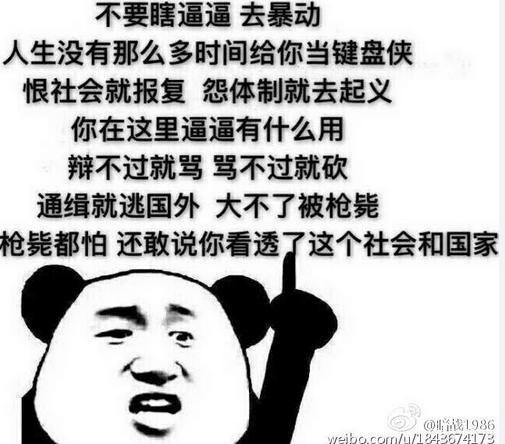 不要瞎逼逼 去暴动
人生没有那么多时间给你当键盘侠
恨社会就报复 怨体制就去起义
你在这里逼逼有什么用
辩不过就骂 骂不过就砍
通缉就逃国外 大不了被枪毙
枪毙都怕 还敢说你看透了这个社会和国家
@暗战1986
weibo.com/u/1843674173